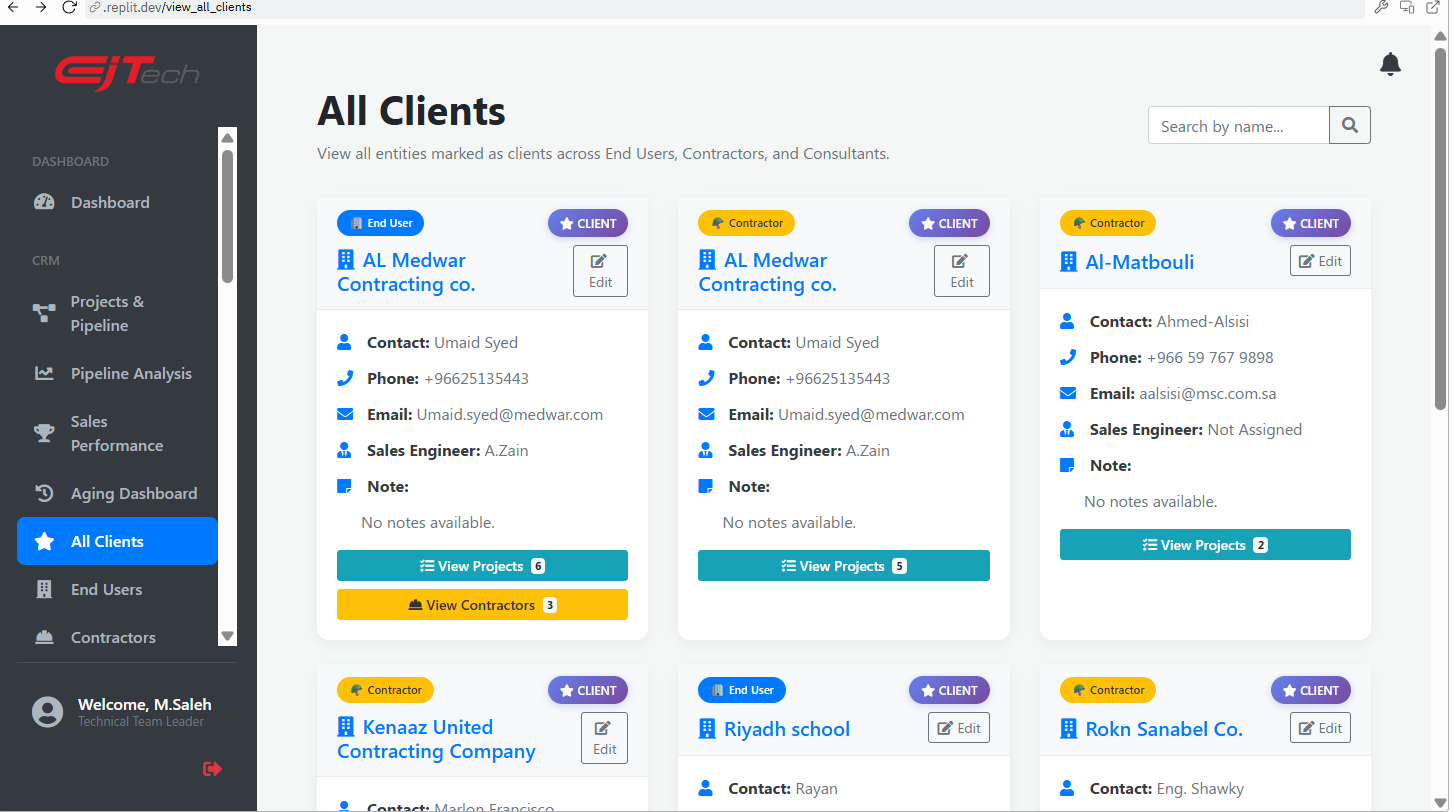 .replit.dev/view_all_clients
EJTech
DASHBOARD
Dashboard
CRM
Projects &
Pipeline
Pipeline Analysis
Sales
Performance
Aging Dashboard
All Clients
End Users
Contractors
Welcome, M.Saleh
Technical Team Leader
All Clients
View all entities marked as clients across End Users, Contractors, and Consultants.
Search by name...
End User
CLIENT
AL Medwar
Contracting co.
Edit
Contact: Umaid Syed
Phone: +96625135443
Email: Umaid.syed@medwar.com
Sales Engineer: A.Zain
Note:
No notes available.
View Projects 6
View Contractors 3
Contractor
CLIENT
AL Medwar
Contracting co.
Edit
Contact: Umaid Syed
Phone: +96625135443
Email: Umaid.syed@medwar.com
Sales Engineer: A.Zain
Note:
No notes available.
View Projects 5
Contractor
CLIENT
Al-Matbouli
Edit
Contact: Ahmed-Alsisi
Phone: +966 59 767 9898
Email: aalsisi@msc.com.sa
Sales Engineer: Not Assigned
Note:
No notes available.
View Projects 2
Contractor
CLIENT
Kenaaz United
Contracting Company
Edit
Contact: Marlon Francisco
End User
CLIENT
Riyadh school
Edit
Contact: Rayan
Contractor
CLIENT
Rokn Sanabel Co.
Edit
Contact: Eng. Shawky